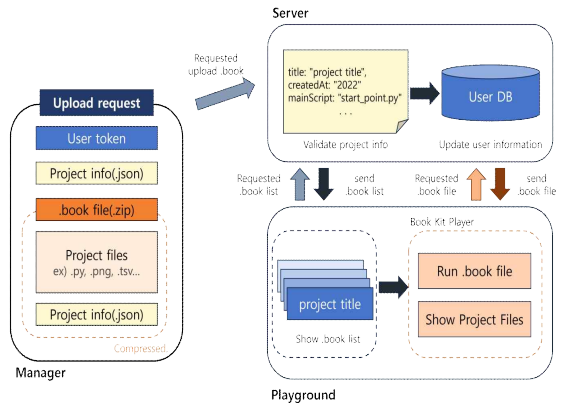 Server
Requested
upload .book
title: "project title",
createdAt: "2022"
mainScript: "start_point.py"
. . .
User DB
Validate project info
Update user information
Upload request
User token
Project info(.json)
.book file(.zip)
Project files
ex) .py, .png, .tsv...
Project info(.json)
Compressed
Manager
Requested
.book list
send
.book list
Requested
.book file
send
.book file
Book Kit Player
project title
Show .book list
Run .book file
Show Project Files
Playground